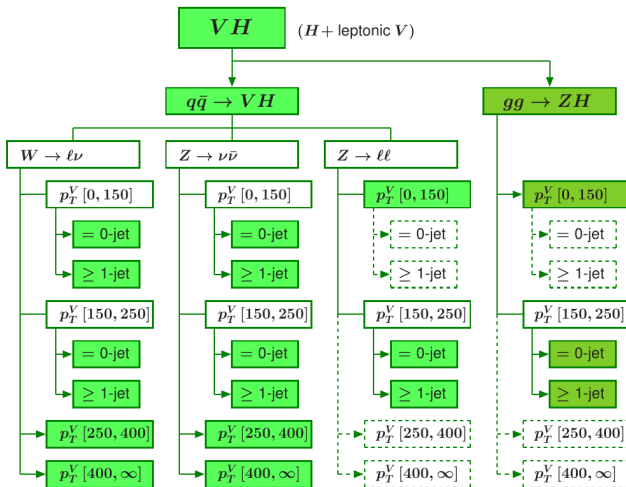 VH (H + leptonic V)
qq̄ → VH
gg → ZH
W → ℓν
Z → νν̄
Z → ℓℓ
p_T^V [0, 150]
= 0-jet
≥ 1-jet
p_T^V [150, 250]
= 0-jet
≥ 1-jet
p_T^V [250, 400]
p_T^V [400, ∞]
p_T^V [0, 150]
= 0-jet
≥ 1-jet
p_T^V [150, 250]
= 0-jet
≥ 1-jet
p_T^V [250, 400]
p_T^V [400, ∞]
p_T^V [0, 150]
= 0-jet
≥ 1-jet
p_T^V [150, 250]
= 0-jet
≥ 1-jet
p_T^V [250, 400]
p_T^V [400, ∞]
p_T^V [0, 150]
= 0-jet
≥ 1-jet
p_T^V [150, 250]
= 0-jet
≥ 1-jet
p_T^V [250, 400]
p_T^V [400, ∞]